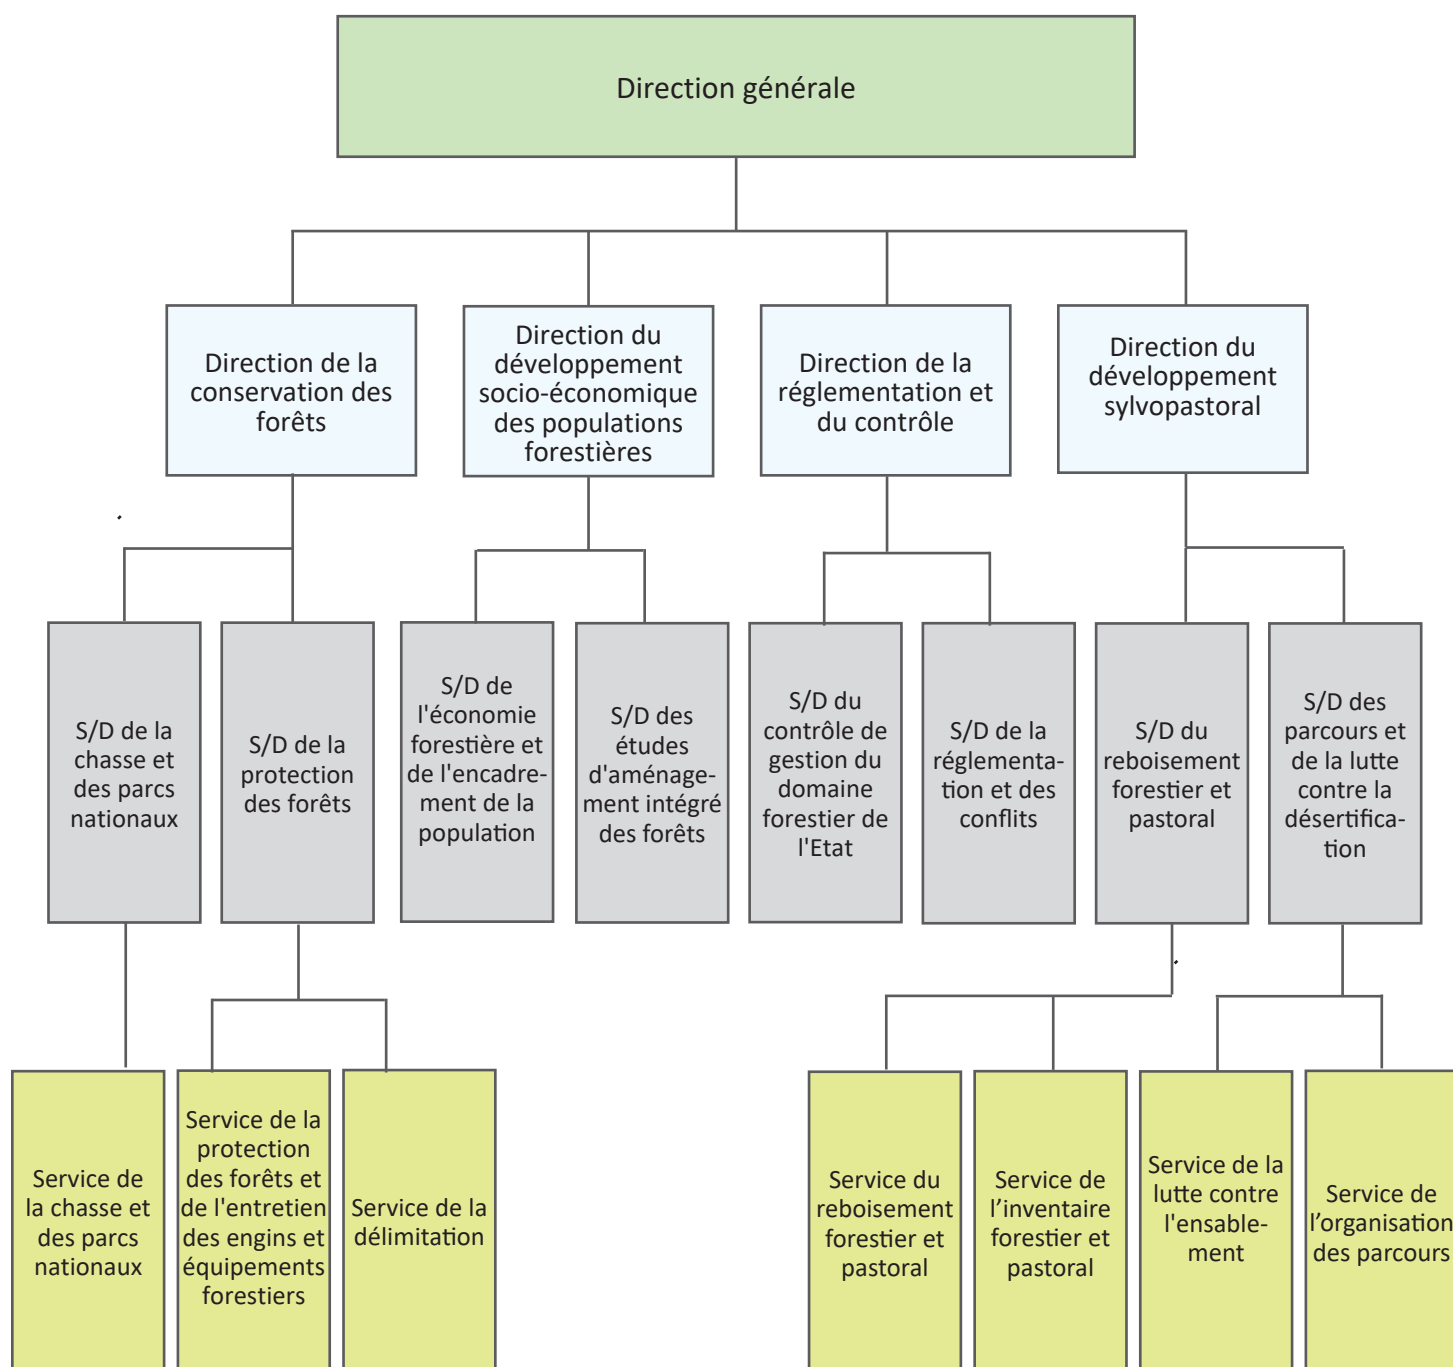 Direction générale
Direction de la
conservation des
forêts
Direction du
développement
socio-économique
des populations
forestières
Direction de la
réglementation et
du contrôle
Direction du
développement
sylvopastoral
S/D de la
chasse et
des parcs
nationaux
S/D de la
protection
des forêts
S/D de
l'économie
forestière et
de l'encadre-
ment de la
population
S/D des
études
d'aménage-
ment intégré
des forêts
S/D du
contrôle de
gestion du
domaine
forestier de
l'Etat
S/D de la
réglementa-
tion et des
conflits
S/D du
reboisement
forestier et
pastoral
S/D des
parcours et
de la lutte
contre la
désertifica-
tion
Service de
la chasse et
des parcs
nationaux
Service de la
protection
des forêts et
de l'entretien
des engins et
équipements
forestiers
Service de la
délimitation
Service du
reboisement
forestier et
pastoral
Service de
l’inventaire
forestier et
pastoral
Service de la
lutte contre
l'ensable-
ment
Service de
l’organisation
des parcours